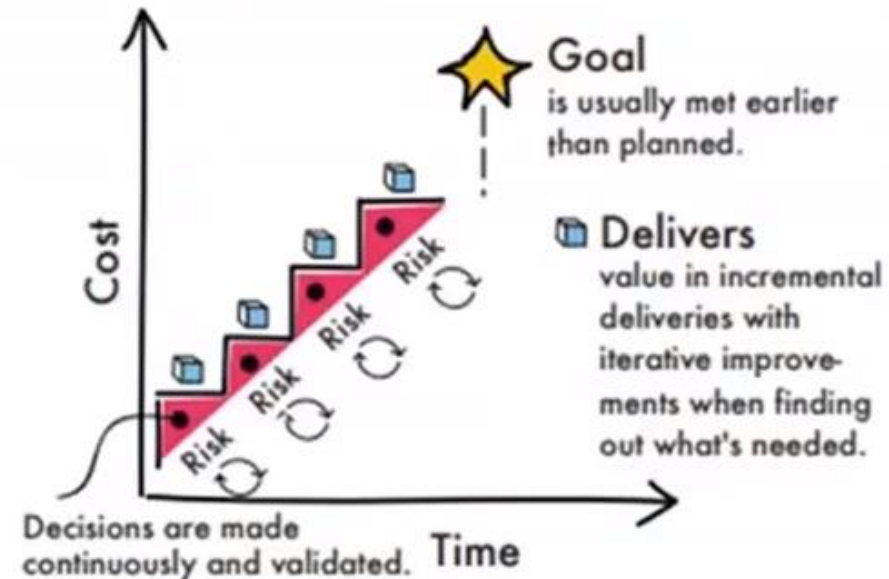 Goal
is usually met earlier
than planned.
Cost
Delivers
value in incremental
deliveries with
iterative improve-
ments when finding
out what's needed.
Risk
Risk
Risk
Risk
Decisions are made
continuously and validated.
Time